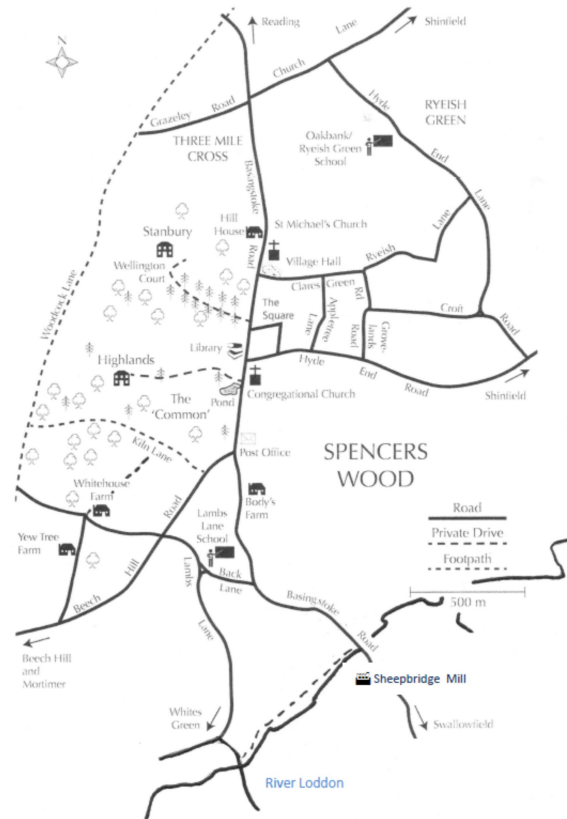 N
Reading
Shinfield
Church
Lane
Grazeley
Road
THREE MILE
CROSS
Oakbank/
Ryeish Green
School
RYEISH
GREEN
Hyde
End
Lane
Basingstoke
Road
Stanbury
Hill
House
St Michael's Church
Wellington
Court
Village Hall
Ryeish
Lane
Clares
Green
Rd
Woodcock Lane
The
Square
Appletree
Lane
Grove-
lands
Road
Croft
Road
Library
Highlands
Hyde
End
Road
Shinfield
The
'Common'
Pond
Congregational Church
Kiln Lane
Post Office
SPENCERS
WOOD
Whitehouse
Farm
Body's
Farm
Road
Private Drive
Footpath
500 m
Yew Tree
Farm
Lambs
Lane
School
Beech
Hill
Road
Back
Lane
Lambs
Lane
Basingstoke
Road
Beech Hill
and
Mortimer
Sheepbridge Mill
Whites
Green
Swallowfield
River Loddon